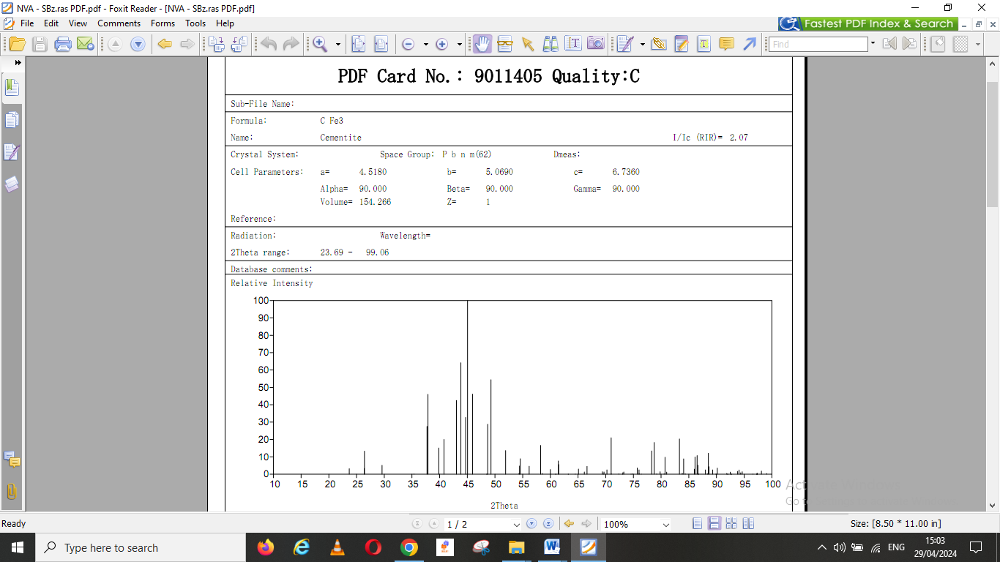 NVA - SBz.ras PDF.pdf - Foxit Reader - [NVA - SBz.ras PDF.pdf]
File Edit View Comments Forms Tools Help
Fastest PDF Index & Search
Find
PDF Card No.: 9011405 Quality:C
Sub-File Name:
Formula: C Fe3
Name: Cementite I/Ic (RIR)= 2.07
Crystal System: Space Group: P b n m(62) Dmeas:
Cell Parameters: a= 4.5180 b= 5.0690 c= 6.7360
Alpha= 90.000 Beta= 90.000 Gamma= 90.000
Volume= 154.266 Z= 1
Reference:
Radiation: Wavelength=
2Theta range: 23.69 - 99.06
Database comments:
Relative Intensity
100
90
80
70
60
50
40
30
20
10
0
10 15 20 25 30 35 40 45 50 55 60 65 70 75 80 85 90 95 100
2Theta
Activate Windows
Ready 1 / 2 100% Size: [8.50 * 11.00 in]
Type here to search
ENG
15:03
29/04/2024